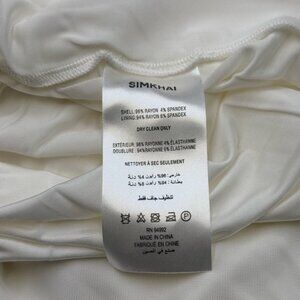 SIMKHAI
SHELL 96% RAYON 4% SPANDEX
LINING 94% RAYON 6% SPANDEX
DRY CLEAN ONLY
EXTÉRIEUR 96% RAYONNE 4% ÉLASTHANNE
DOUBLURE 94% RAYONNE 6% ÉLASTHANNE
NETTOYER À SEC SEULEMENT
التنظيف جاف فقط
RN 94992
MADE IN CHINA
FABRIQUÉ EN CHINE
صنع في الصين